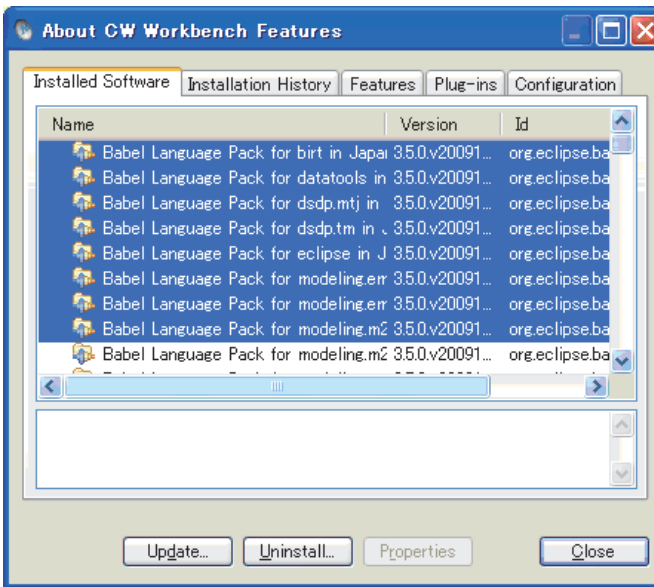 About CW Workbench Features
Installed Software Installation History Features Plug-ins Configuration
Name Version Id
Babel Language Pack for birt in Japa 3.5.0.v20091... org.eclipse.ba
Babel Language Pack for datatools in 3.5.0.v20091... org.eclipse.ba
Babel Language Pack for dsdp.mtj in 3.5.0.v20091... org.eclipse.ba
Babel Language Pack for dsdp.tm in 3.5.0.v20091... org.eclipse.ba
Babel Language Pack for eclipse in J 3.5.0.v20091... org.eclipse.ba
Babel Language Pack for modeling.em 3.5.0.v20091... org.eclipse.ba
Babel Language Pack for modeling.em 3.5.0.v20091... org.eclipse.ba
Babel Language Pack for modeling.m2 3.5.0.v20091... org.eclipse.ba
Babel Language Pack for modeling.m2 3.5.0.v20091... org.eclipse.ba
Update... Uninstall... Properties Close